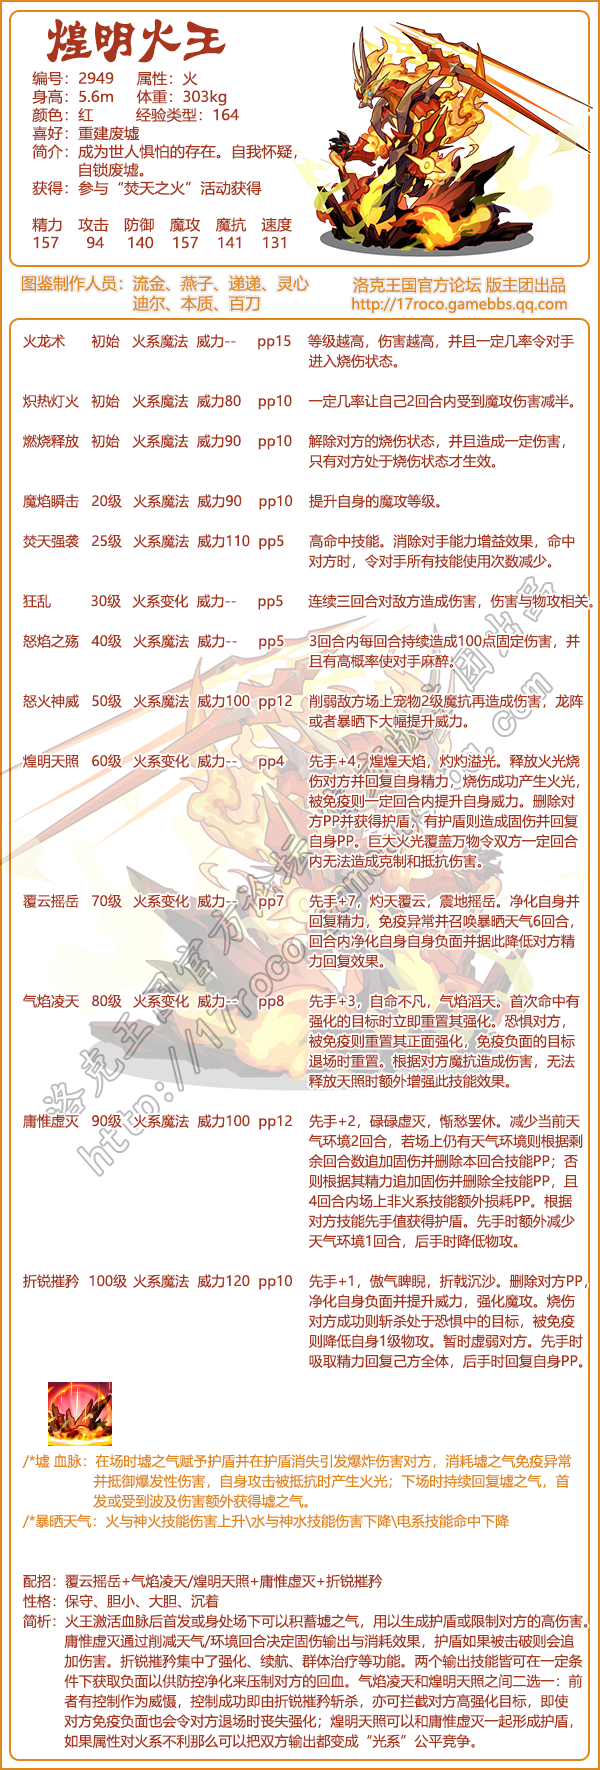 煌明火王
编号：2949 属性：火
身高：5.6m 体重：303kg
颜色：红 经验类型：164
喜好：重建废墟
简介：成为世人惧怕的存在。自我怀疑，
自锁废墟。
获得：参与“焚天之火”活动获得
精力 攻击 防御 魔攻 魔抗 速度
157 94 140 157 141 131
图鉴制作人员：流金、燕子、递递、灵心
迪尔、本质、百刀
洛克王国官方论坛 版主团出品
http://17roco.gamebbs.qq.com
火龙术 初始 火系魔法 威力-- pp15 等级越高，伤害越高，并且一定几率令对手
进入烧伤状态。
炽热灯火 初始 火系魔法 威力80 pp10 一定几率让自己2回合内受到魔攻伤害减半。
燃烧释放 初始 火系魔法 威力90 pp10 解除对方的烧伤状态，并且造成一定伤害，
只有对方处于烧伤状态才生效。
魔焰瞬击 20级 火系魔法 威力90 pp10 提升自身的魔攻等级。
焚天强袭 25级 火系魔法 威力110 pp5 高命中技能。消除对手能力增益效果，命中
对方时，令对手所有技能使用次数减少。
狂乱 30级 火系变化 威力-- pp5 连续三回合对敌方造成伤害，伤害与物攻相关。
怒焰之殇 40级 火系魔法 威力-- pp5 3回合内每回合持续造成100点固定伤害，并
且有高概率使对手麻醉。
怒火神威 50级 火系魔法 威力100 pp12 削弱敌方场上宠物2级魔抗再造成伤害，龙阵
或者暴晒下大幅提升威力。
煌明天照 60级 火系变化 威力-- pp4 先手+4，煌煌天焰，灼灼溢光。释放火光烧
伤对方并回复自身精力，烧伤成功产生火光，
被免疫则一定回合内提升自身威力。删除对
方PP并获得护盾，有护盾则造成固伤并回复
自身PP。巨大火光覆盖万物令双方一定回合
内无法造成克制和抵抗伤害。
覆云摇岳 70级 火系变化 威力-- pp7 先手+7，灼天覆云，震地摇岳。净化自身并
回复精力，免疫异常并召唤暴晒天气6回合，
回合内净化自身自身负面并据此降低对方精
力回复效果。
气焰凌天 80级 火系变化 威力-- pp8 先手+3，自命不凡，气焰滔天。首次命中有
强化的目标时立即重置其强化。恐惧对方，
被免疫则重置其正面强化，免疫负面的目标
退场时重置。根据对方魔抗造成伤害，无法
释放天照时额外增强此技能效果。
庸惟虚灭 90级 火系魔法 威力100 pp12 先手+2，碌碌虚灭，惭愁罢休。减少当前天
气环境2回合，若场上仍有天气环境则根据剩
余回合数追加固伤并删除本回合技能PP；否
则根据其精力追加固伤并删除全技能PP，且
4回合内场上非火系技能额外损耗PP。根据
对方技能先手值获得护盾。先手时额外减少
天气环境1回合，后手时降低物攻。
折锐摧矜 100级 火系魔法 威力120 pp10 先手+1，傲气睥睨，折戟沉沙。删除对方PP，
净化自身负面并提升威力，强化魔攻。烧伤
对方成功则斩杀处于恐惧中的目标，被免疫
则降低自身1级物攻。暂时虚弱对方。先手时
吸取精力回复己方全体，后手时回复自身PP。
/*墟 血脉：在场时墟之气赋予护盾并在护盾消失引发爆炸伤害对方，消耗墟之气免疫异常
并抵御爆发性伤害，自身攻击被抵抗时产生火光；下场时持续回复墟之气，首
发或受到波及伤害额外获得墟之气。
/*暴晒天气：火与神火技能伤害上升\水与神水技能伤害下降\电系技能命中下降
配招：覆云摇岳+气焰凌天/煌明天照+庸惟虚灭+折锐摧矜
性格：保守、胆小、大胆、沉着
简析：火王激活血脉后首发或身处场下可以积蓄墟之气，用以生成护盾或限制对方的高伤害。
庸惟虚灭通过削减天气/环境回合决定固伤输出与消耗效果，护盾如果被击破则会追
加伤害。折锐摧矜集中了强化、续航、群体治疗等功能。两个输出技能皆可在一定条
件下获取负面以供防控净化来压制对方的回血。气焰凌天和煌明天照之间二选一：前
者有控制作为威慑，控制成功即由折锐摧矜斩杀，亦可拦截对方高强化目标，即使
对方免疫负面也会令对方退场时丧失强化；煌明天照可以和庸惟虚灭一起形成护盾，
如果属性对火系不利那么可以把双方输出都变成“光系”公平竞争。
洛克王国官方论坛 版主团出品
http://17roco.gamebbs.qq.com